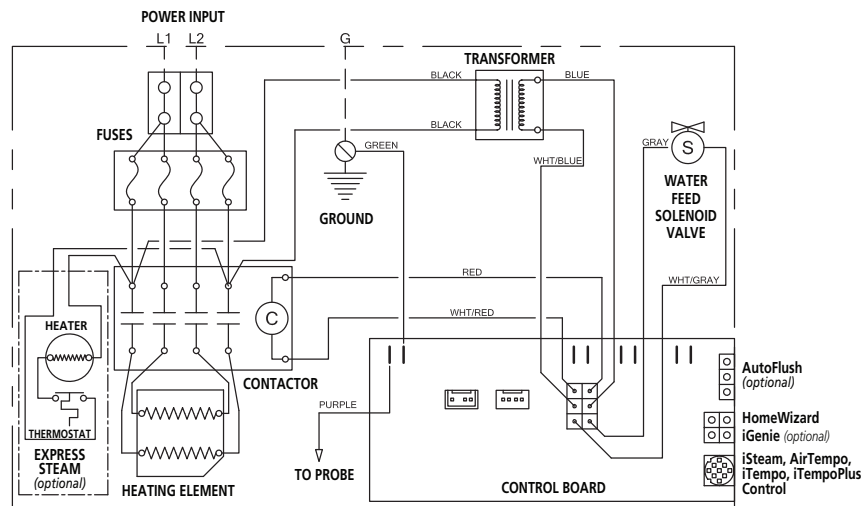 POWER INPUT
L1 L2 G
TRANSFORMER
BLACK
BLUE
FUSES
BLACK
GREEN
WHT/BLUE
GRAY
S
WATER
FEED
SOLENOID
VALVE
GROUND
RED
WHT/GRAY
HEATER
C
WHT/RED
CONTACTOR
THERMOSTAT
EXPRESS
STEAM
(optional)
HEATING ELEMENT
PURPLE
TO PROBE
CONTROL BOARD
AutoFlush
(optional)
HomeWizard
iGenie (optional)
iSteam, AirTempo,
iTempo, iTempoPlus
Control